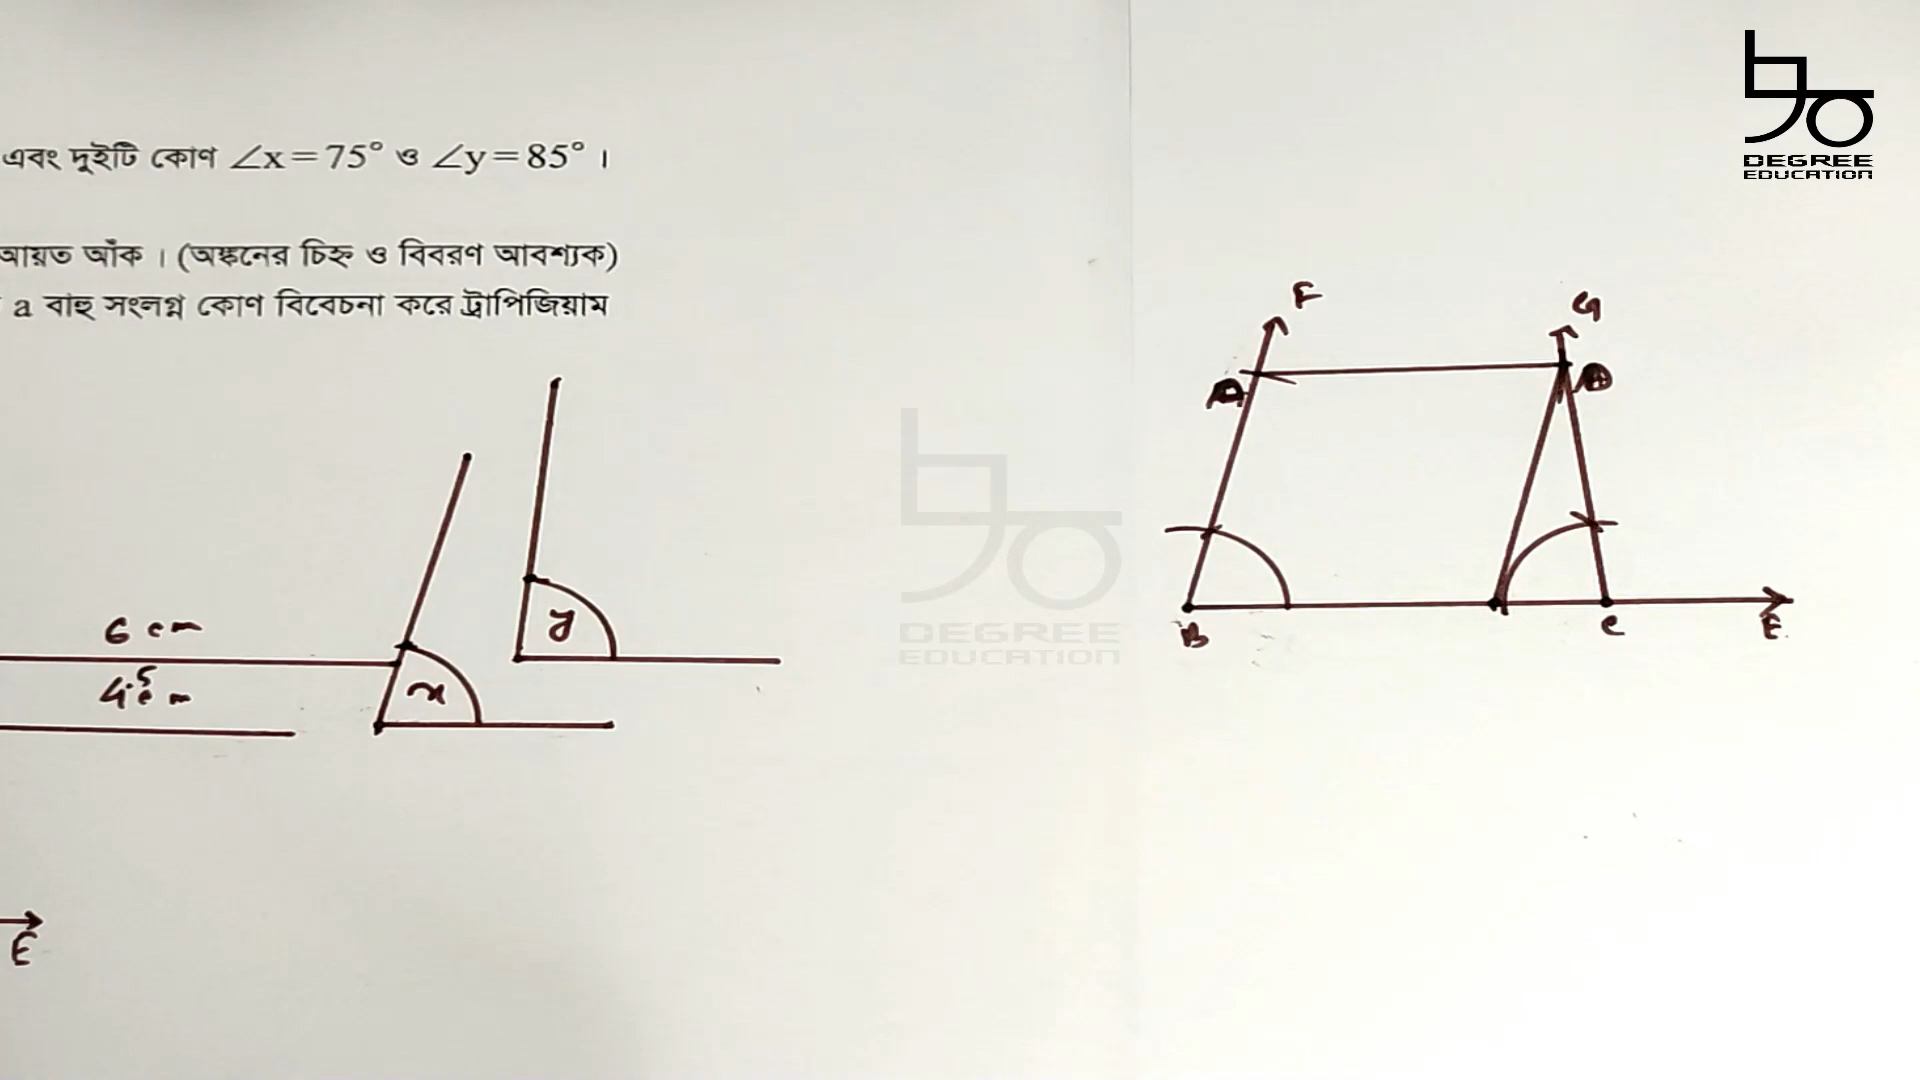 DEGREE
EDUCATION
এবং দুইটি কোণ ∠x=75° ও ∠y=85° ।
আয়ত আঁক । (অঙ্কনের চিহ্ন ও বিবরণ আবশ্যক)
a বাহু সংলগ্ন কোণ বিবেচনা করে ট্রাপিজিয়াম
F
G
6 cm
4.5 cm
x
y
B
C
E
DEGREE
EDUCATION
E